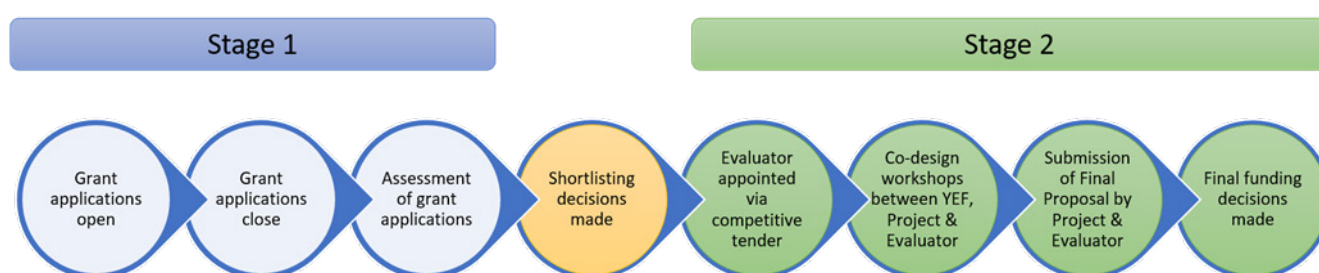 Stage 1
Stage 2
Grant
applications
open
Grant
applications
close
Assessment
of grant
applications
Shortlisting
decisions
made
Evaluator
appointed
via
competitive
tender
Co-design
workshops
between YEF,
Project &
Evaluator
Submission
of Final
Proposal by
Project &
Evaluator
Final funding
decisions
made